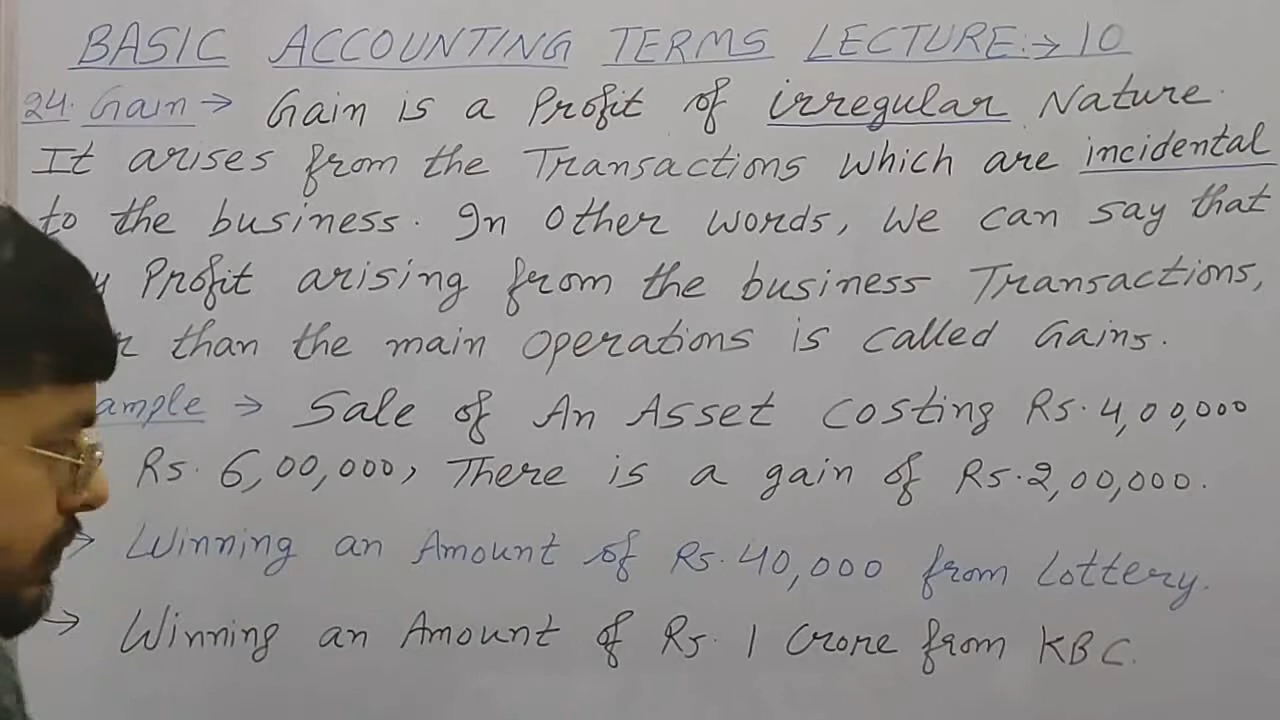 BASIC ACCOUNTING TERMS LECTURE:→ 10
24. Gain → Gain is a Profit of irregular Nature.
It arises from the Transactions which are incidental
to the business. In Other words, We can say that
Profit arising from the business Transactions,
than the main Operations is called Gains.
ample → Sale of An Asset Costing Rs. 4,00,000
Rs. 6,00,000, There is a gain of Rs. 2,00,000.
→ Winning an Amount of Rs. 40,000 from Lottery.
→ Winning an Amount of Rs. 1 Crore from KBC.